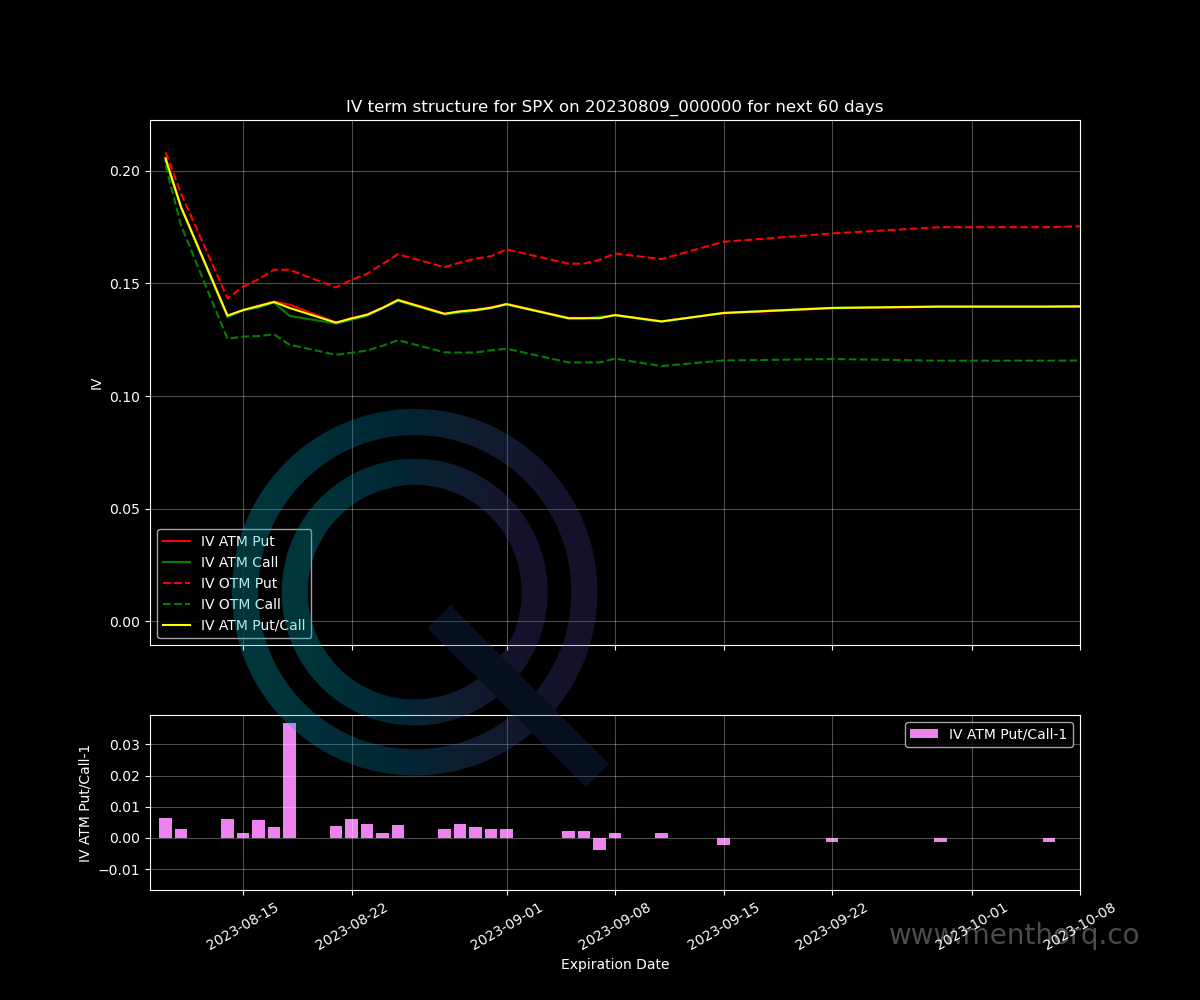 IV term structure for SPX on 20230809_000000 for next 60 days
0.20
0.15
0.10
0.05
0.00
IV
IV ATM Put
IV ATM Call
IV OTM Put
IV OTM Call
IV ATM Put/Call
IV ATM Put/Call-1
0.03
0.02
0.01
0.00
−0.01
IV ATM Put/Call-1
2023-08-15
2023-08-22
2023-09-01
2023-09-08
2023-09-15
2023-09-22
2023-10-01
2023-10-08
www.menthorq.co
Expiration Date